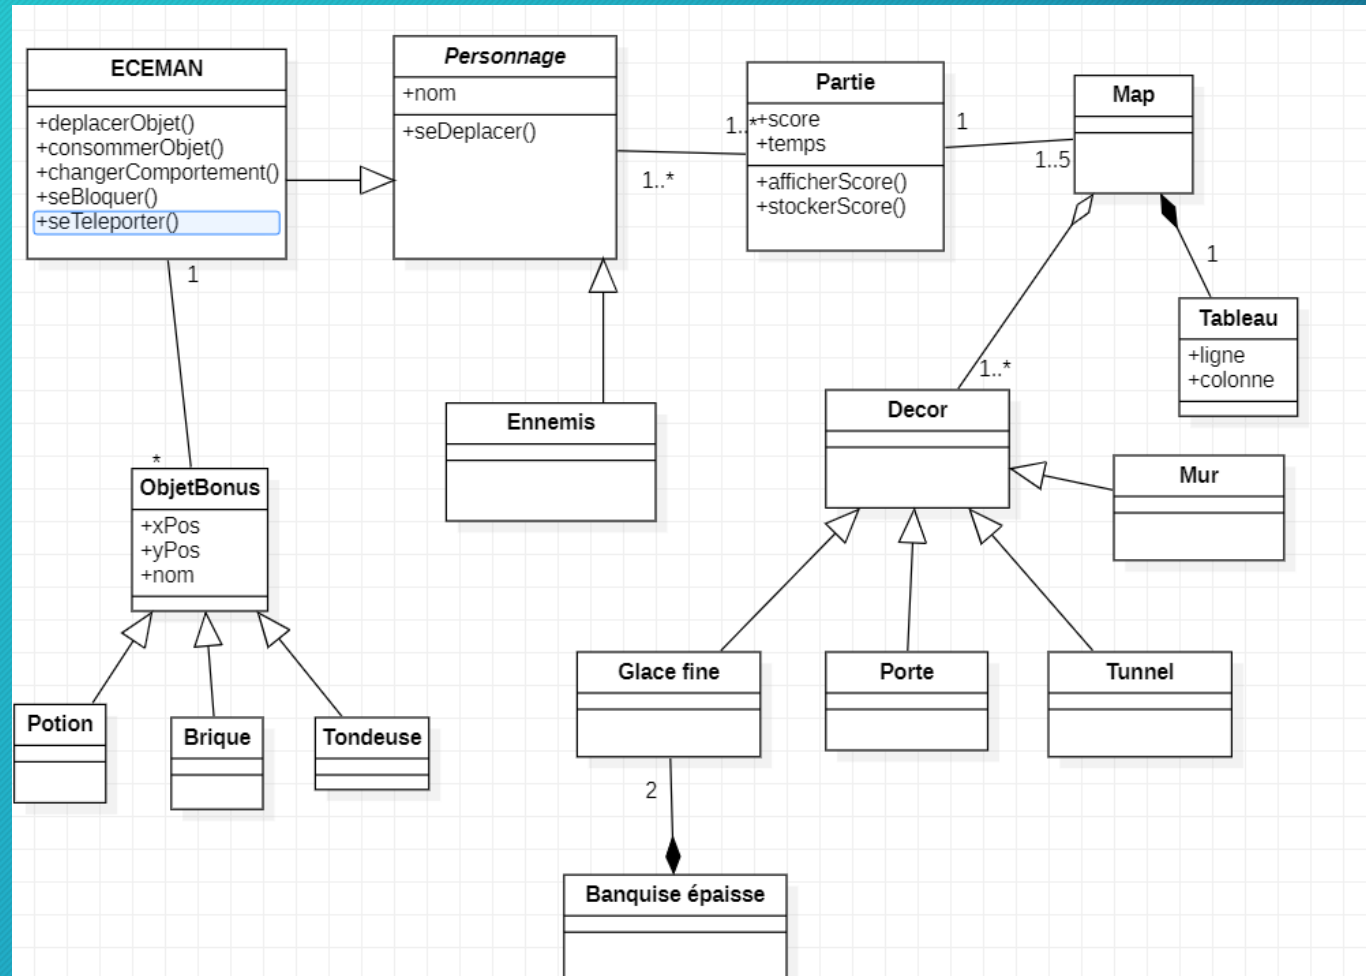 ECEMAN
+deplacerObjet()
+consommerObjet()
+changerComportement()
+seBloquer()
+seTeleporter()
Personnage
+nom
+seDeplacer()
1..*
1..*
Partie
+score
+temps
+afficherScore()
+stockerScore()
1
1..5
Map
1
Tableau
+ligne
+colonne
1
*
ObjetBonus
+xPos
+yPos
+nom
Ennemis
1..*
Decor
Mur
Potion
Brique
Tondeuse
Glace fine
Porte
Tunnel
2
Banquise épaisse